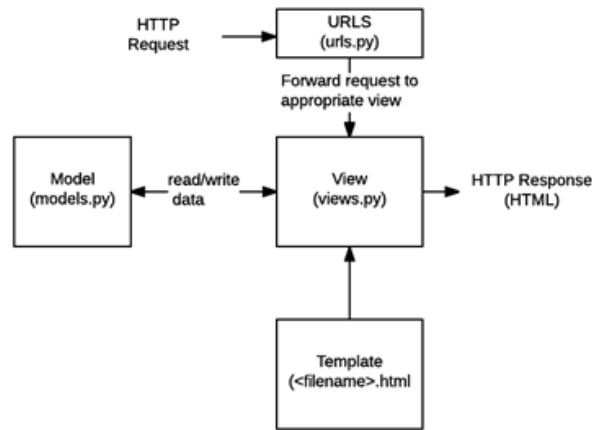 HTTP
Request
URLS
(urls.py)
Forward request to
appropriate view
Model
(models.py)
read/write
data
View
(views.py)
HTTP Response
(HTML)
Template
(<filename>.html